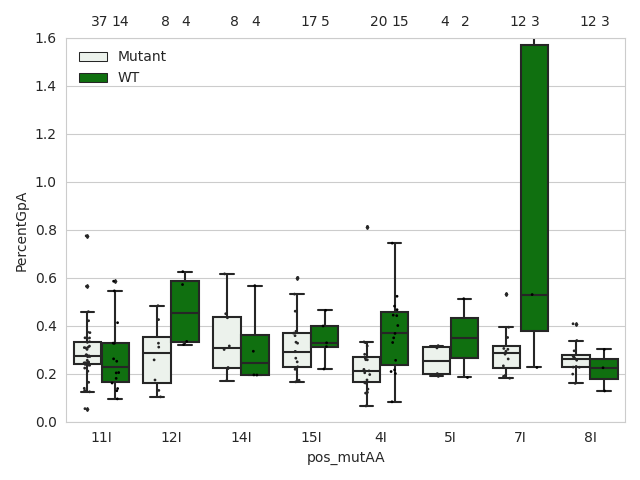 37 14 8 4 8 4 17 5 20 15 4 2 12 3 12 3
1.6
1.4
1.2
1.0
0.8
0.6
0.4
0.2
0.0
PercentGpA
Mutant
WT
11I 12I 14I 15I 4I 5I 7I 8I
pos_mutAA